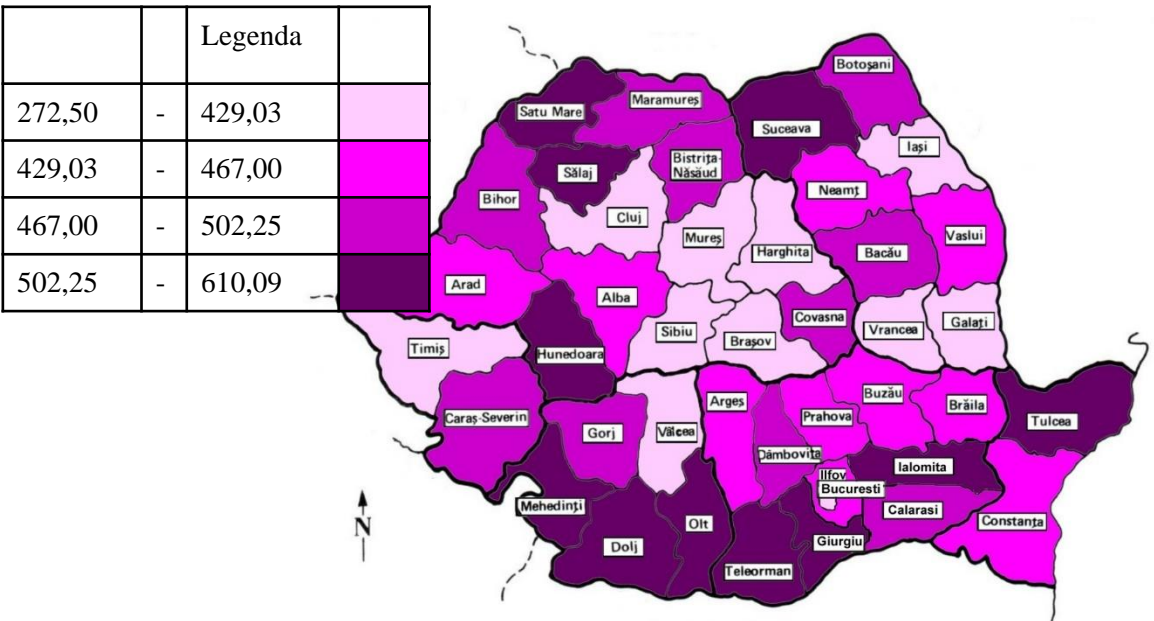 Legenda
272,50 - 429,03
429,03 - 467,00
467,00 - 502,25
502,25 - 610,09
Botoșani
Satu Mare
Maramureș
Suceava
Iași
Sălaj
Bistrița-
Năsăud
Neamț
Bihor
Cluj
Mureș
Harghita
Bacău
Vaslui
Arad
Alba
Covasna
Sibiu
Brașov
Vrancea
Galați
Timiș
Hunedoara
Caraș-Severin
Gorj
Vâlcea
Argeș
Prahova
Buzău
Brăila
Tulcea
Dâmbovița
Ialomita
Ilfov
Bucuresti
Calarasi
Mehedinți
Olt
Constanța
Dolj
Giurgiu
Teleorman
N